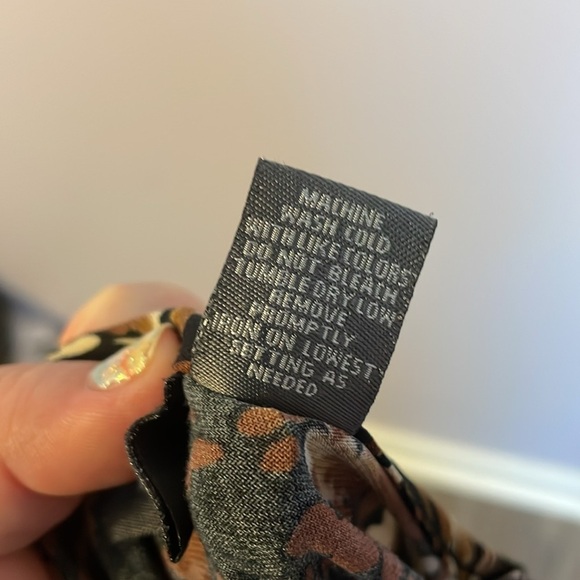 MACHINE
WASH COLD
WITH LIKE COLORS
DO NOT BLEATH
TUMBLE DRY LOW
REMOVE
PROMPTLY
IRON ON LOWEST
SETTING AS
NEEDED